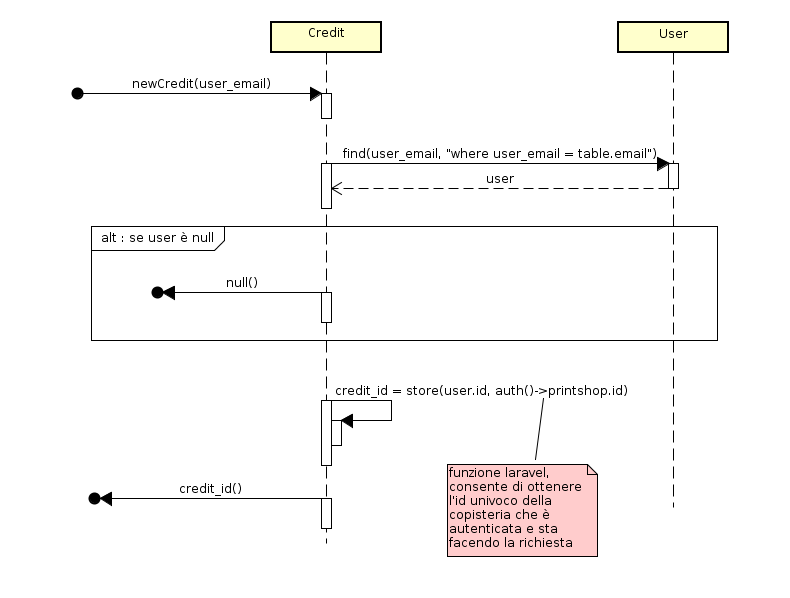 Credit
User
newCredit(user_email)
find(user_email, "where user_email = table.email")
user
alt : se user è null
null()
credit_id = store(user.id, auth()->printshop.id)
funzione laravel,
consente di ottenere
l'id univoco della
copisteria che è
autenticata e sta
facendo la richiesta
credit_id()